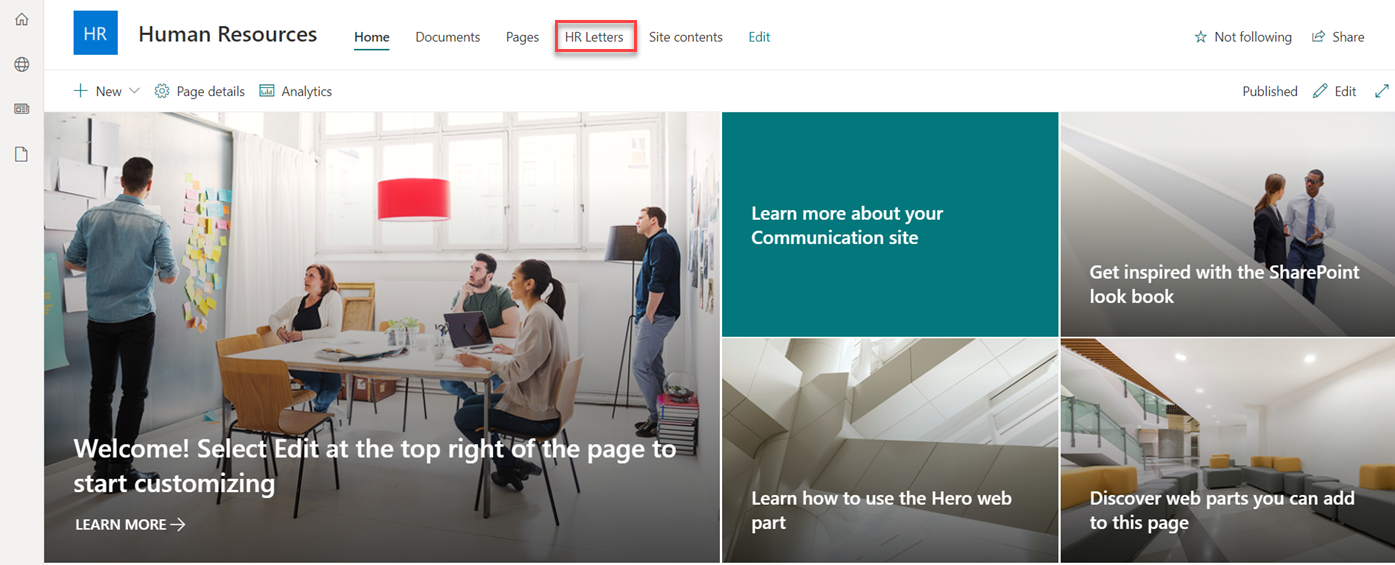 HR
Human Resources
Home
Documents
Pages
HR Letters
Site contents
Edit
Not following
Share
New
Page details
Analytics
Published
Edit
Welcome! Select Edit at the top right of the page to
start customizing
LEARN MORE
Learn more about your
Communication site
Get inspired with the SharePoint
look book
Learn how to use the Hero web
part
Discover web parts you can add
to this page